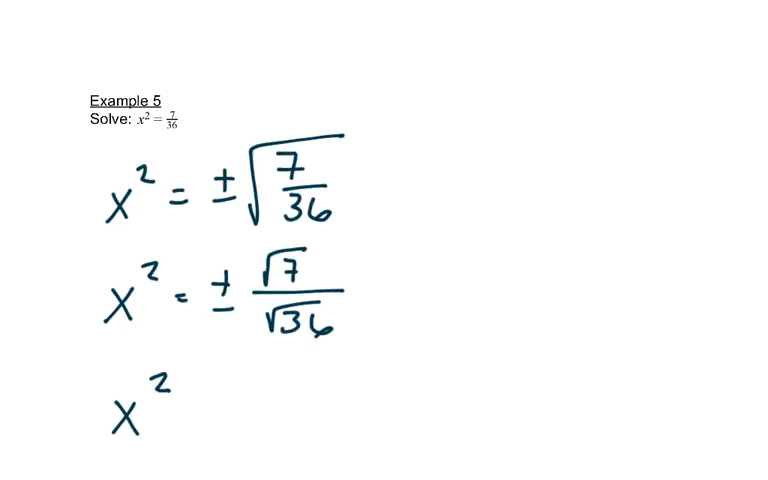 Example 5
Solve: x² = 7/36
x² = ±√(7/36)
x² = ± √7/√36
x²